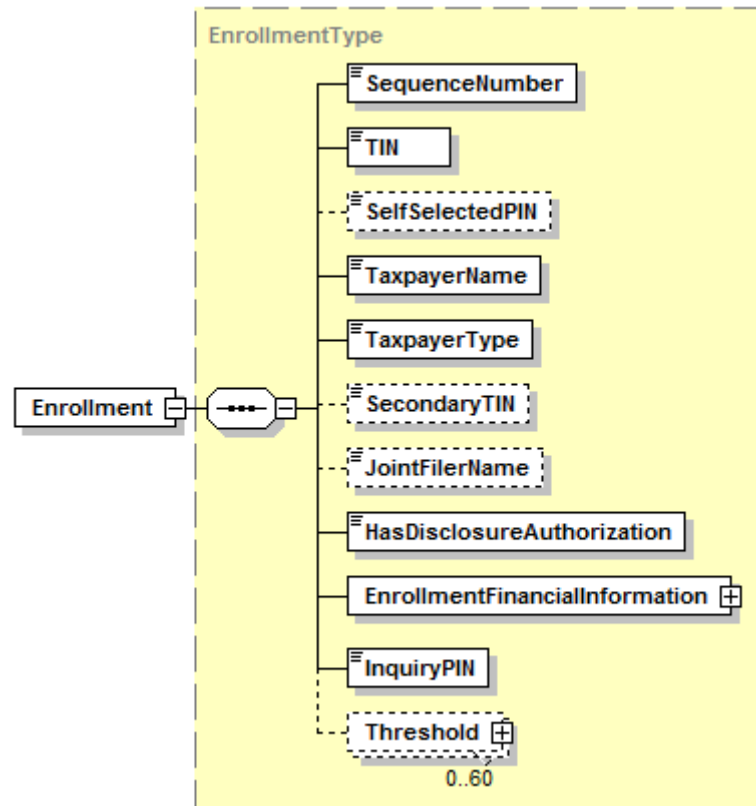 EnrollmentType
SequenceNumber
TIN
SelfSelectedPIN
TaxpayerName
TaxpayerType
Enrollment
SecondaryTIN
JointFilerName
HasDisclosureAuthorization
EnrollmentFinancialInformation
InquiryPIN
Threshold
0..60